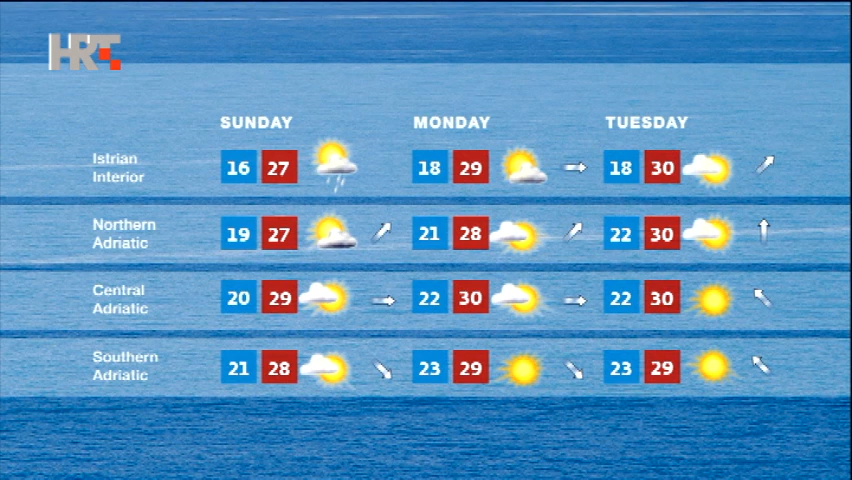 HRT
SUNDAY MONDAY TUESDAY
Istrian
Interior
16 27 18 29 18 30
Northern
Adriatic
19 27 21 28 22 30
Central
Adriatic
20 29 22 30 22 30
Southern
Adriatic
21 28 23 29 23 29